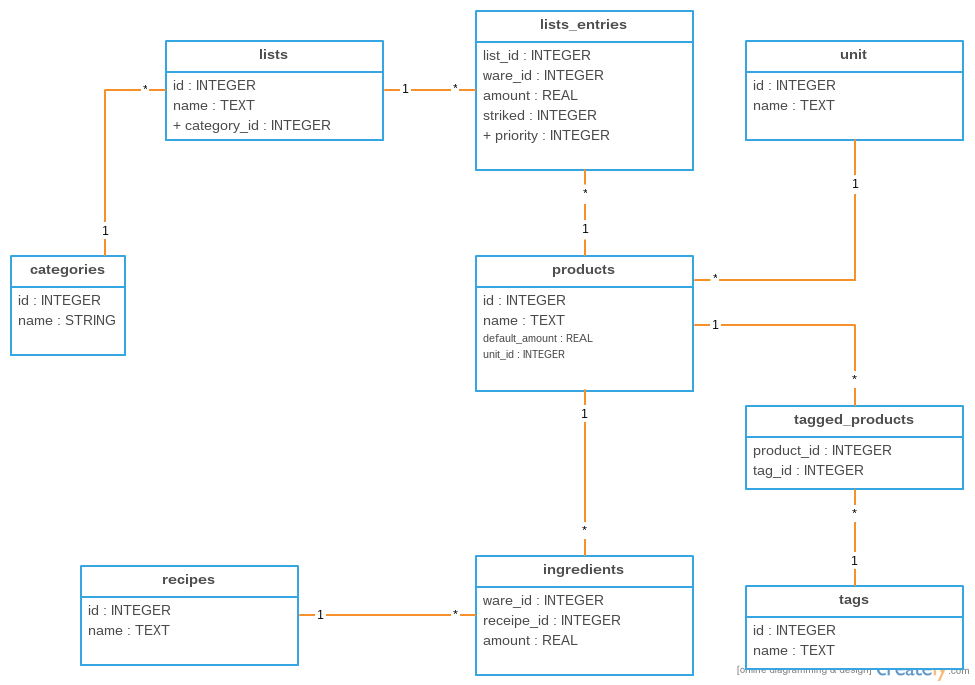 lists
id : INTEGER
name : TEXT
+ category_id : INTEGER
lists_entries
list_id : INTEGER
ware_id : INTEGER
amount : REAL
striked : INTEGER
+ priority : INTEGER
unit
id : INTEGER
name : TEXT
* 1 *
1
*
1
1
categories
id : INTEGER
name : STRING
products
id : INTEGER
name : TEXT
default_amount : REAL
unit_id : INTEGER
*
1
*
tagged_products
product_id : INTEGER
tag_id : INTEGER
1
*
*
1
recipes
id : INTEGER
name : TEXT
1 *
ingredients
ware_id : INTEGER
receipe_id : INTEGER
amount : REAL
tags
id : INTEGER
name : TEXT
[online diagramming & design] creately.com